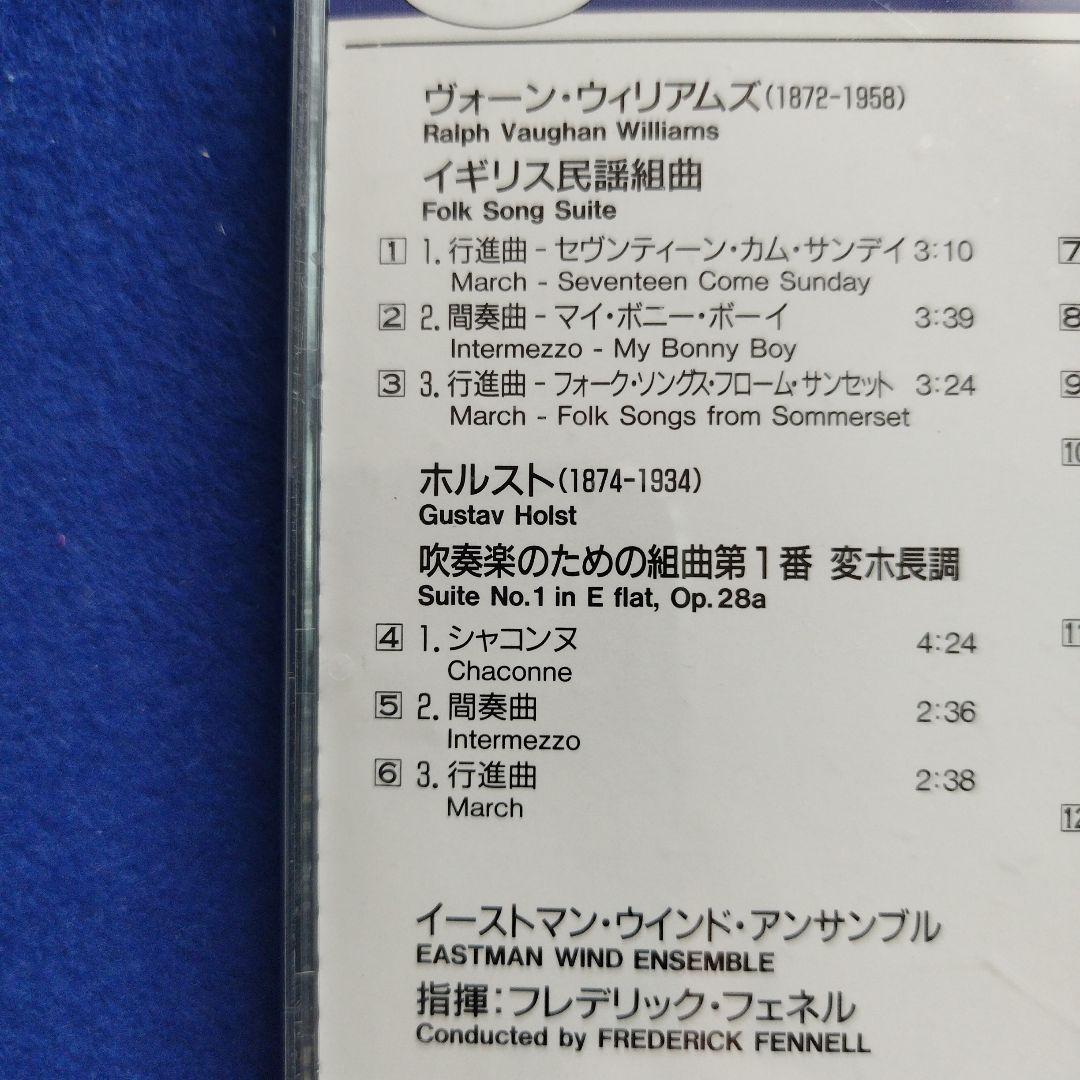 ヴォーン・ウィリアムズ(1872-1958)
Ralph Vaughan Williams
イギリス民謡組曲
Folk Song Suite
1 1. 行進曲 - セヴンティーン・カム・サンデイ 3:10
March - Seventeen Come Sunday
2 2. 間奏曲 - マイ・ボニー・ボーイ 3:39
Intermezzo - My Bonny Boy
3 3. 行進曲 - フォーク・ソングス・フローム・サンセット 3:24
March - Folk Songs from Sommerset
ホルスト(1874-1934)
Gustav Holst
吹奏楽のための組曲第1番 変ホ長調
Suite No.1 in E flat, Op.28a
4 1. シャコンヌ 4:24
Chaconne
5 2. 間奏曲 2:36
Intermezzo
6 3. 行進曲 2:38
March
イーストマン・ウインド・アンサンブル
EASTMAN WIND ENSEMBLE
指揮:フレデリック・フェネル
Conducted by FREDERICK FENNELL
7
8
9
10
11
12